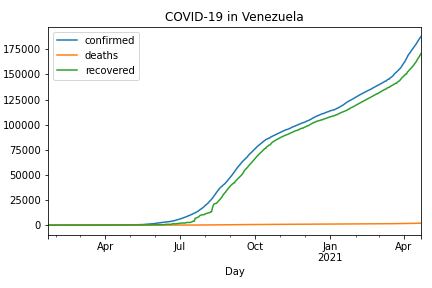 COVID-19 in Venezuela
confirmed
deaths
recovered
175000
150000
125000
100000
75000
50000
25000
0
Apr
Jul
Oct
Jan
2021
Apr
Day